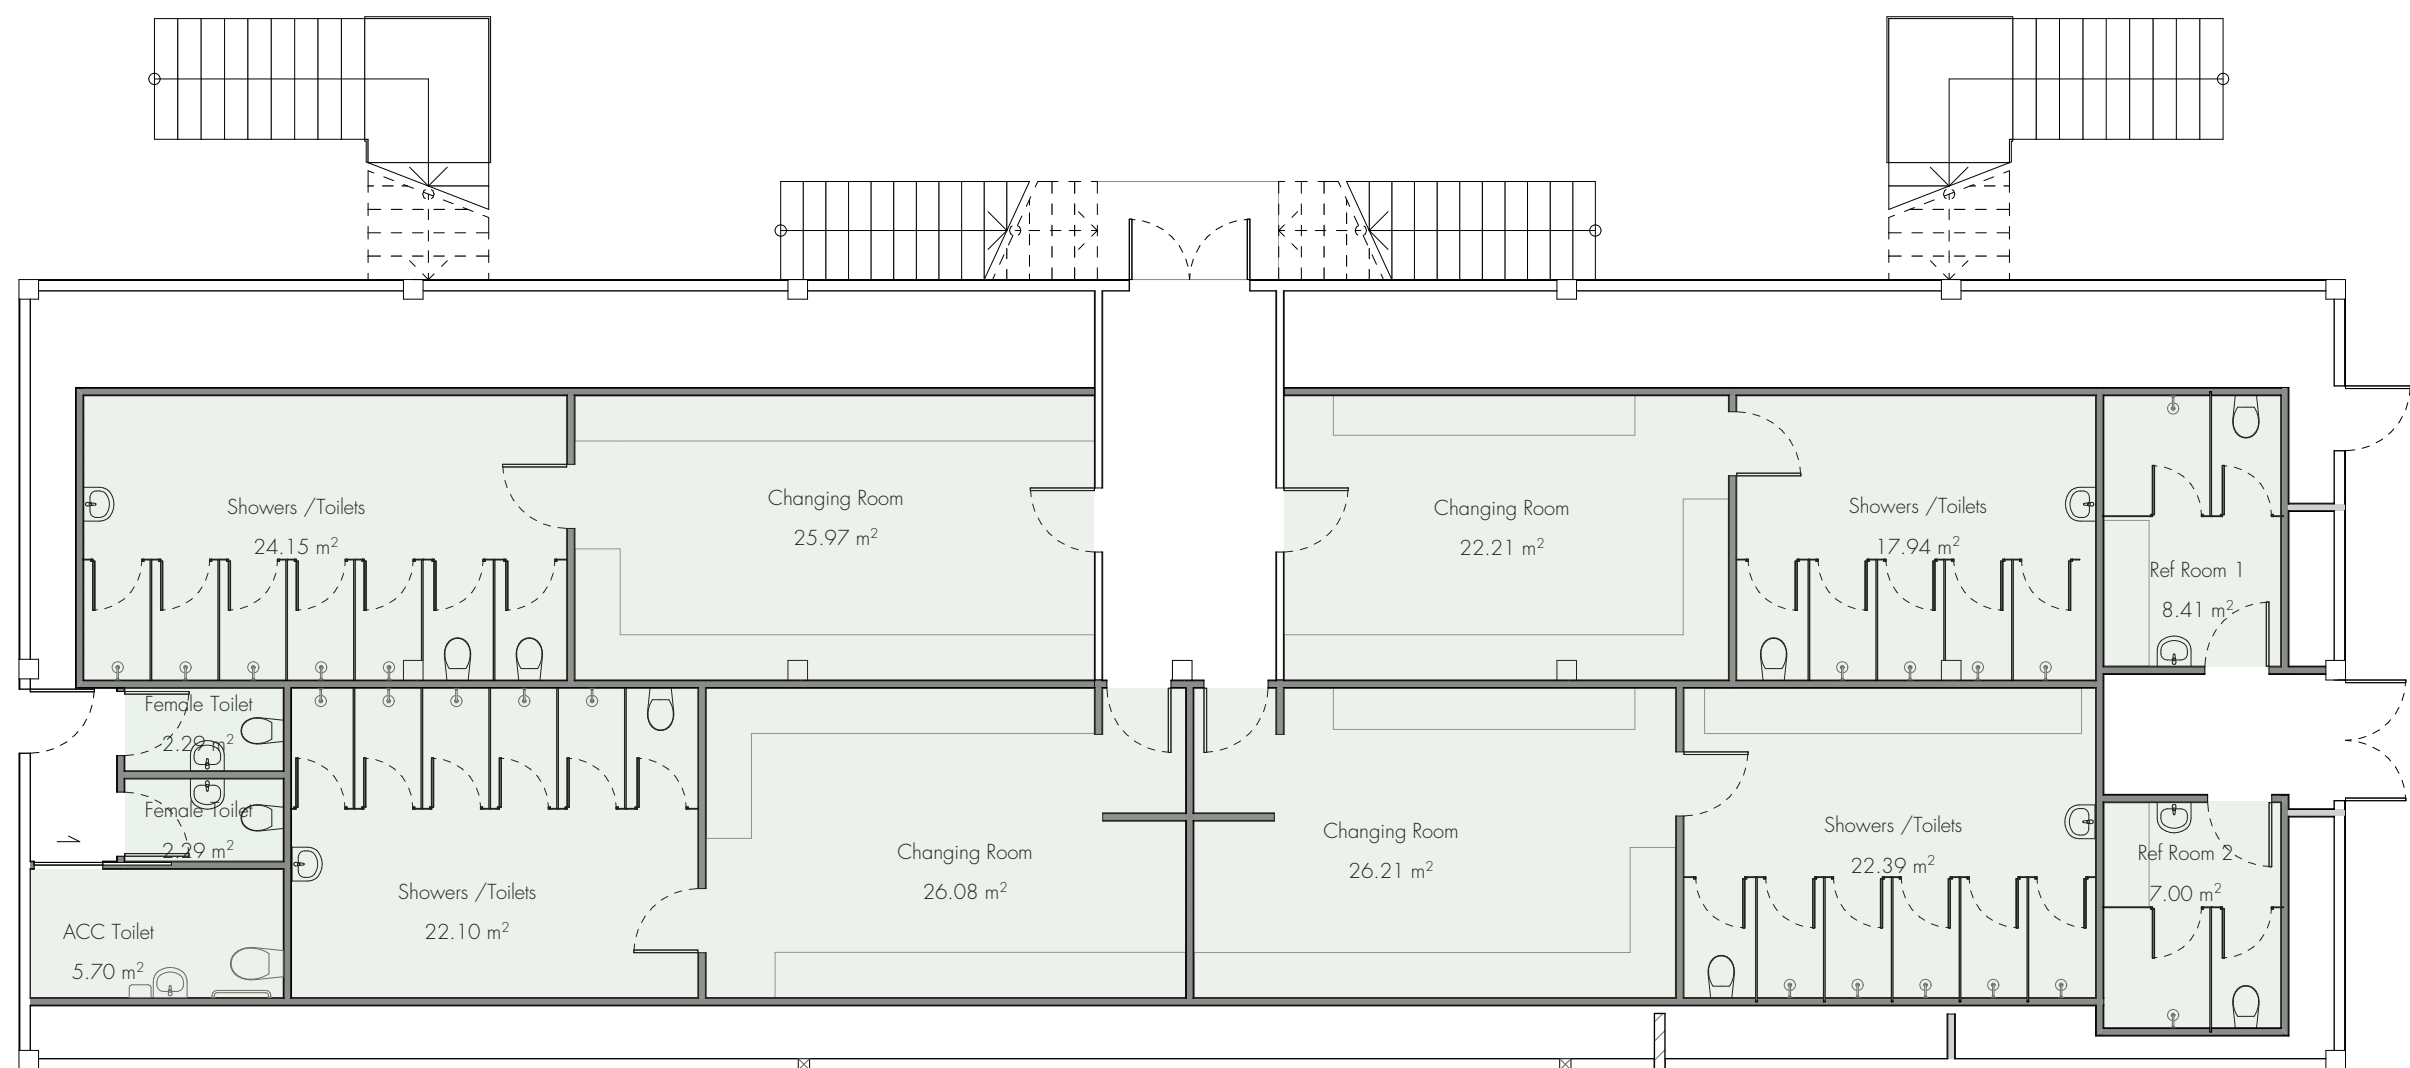 Showers /Toilets
24.15 m²
Changing Room
25.97 m²
Changing Room
22.21 m²
Showers /Toilets
17.94 m²
Ref Room 1
8.41 m²
Female Toilet
2.29 m²
Female Toilet
2.29 m²
ACC Toilet
5.70 m²
Showers /Toilets
22.10 m²
Changing Room
26.08 m²
Changing Room
26.21 m²
Showers /Toilets
22.39 m²
Ref Room 2
7.00 m²